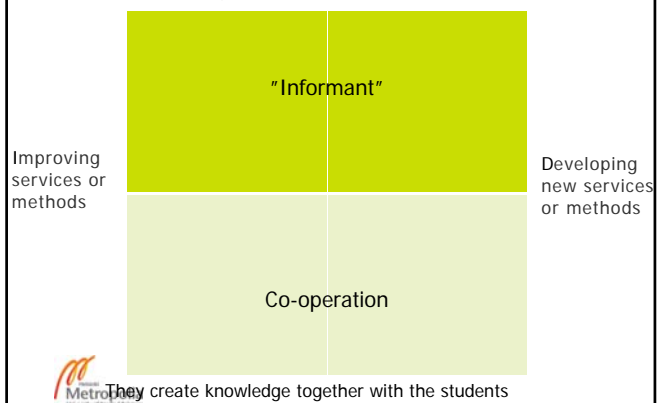 "Informant"
Improving
services or
methods
Developing
new services
or methods
Co-operation
Metropolia
They create knowledge together with the students